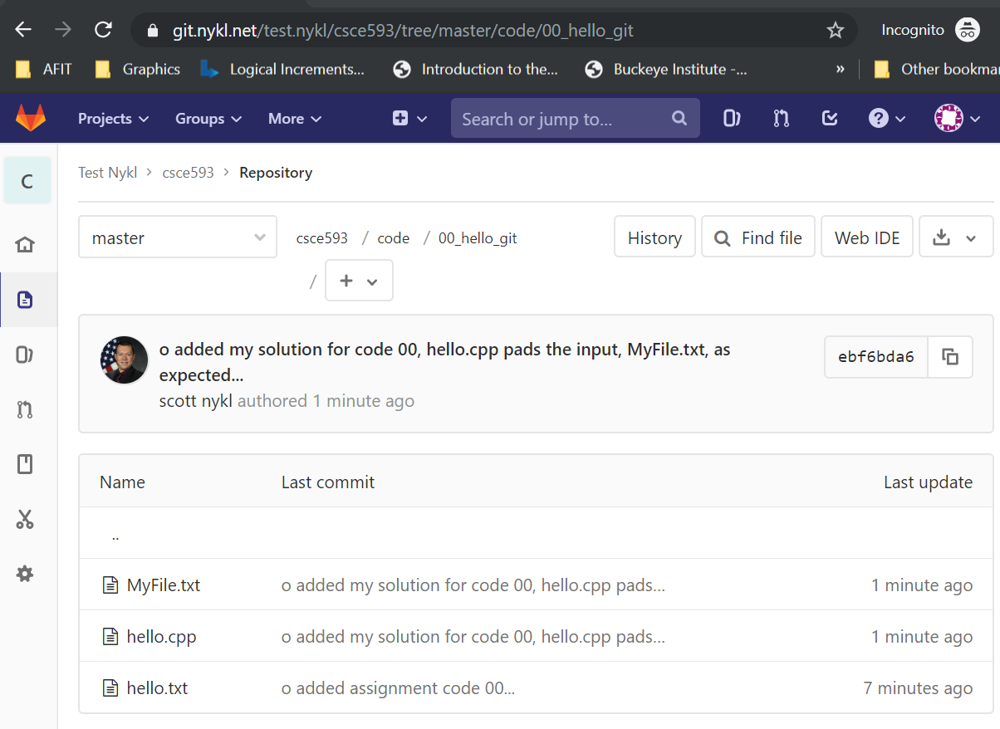 git.nykl.net/test.nykl/csce593/tree/master/code/00_hello_git Incognito
AFIT Graphics Logical Increments... Introduction to the... Buckeye Institute -... » Other bookmar
Projects Groups More Search or jump to... ?
C Test Nykl > csce593 > Repository
master csce593 / code / 00_hello_git History Find file Web IDE
/ +
o added my solution for code 00, hello.cpp pads the input, MyFile.txt, as
expected... ebf6bda6
scott nykl authored 1 minute ago
Name Last commit Last update
..
MyFile.txt o added my solution for code 00, hello.cpp pads... 1 minute ago
hello.cpp o added my solution for code 00, hello.cpp pads... 1 minute ago
hello.txt o added assignment code 00... 7 minutes ago